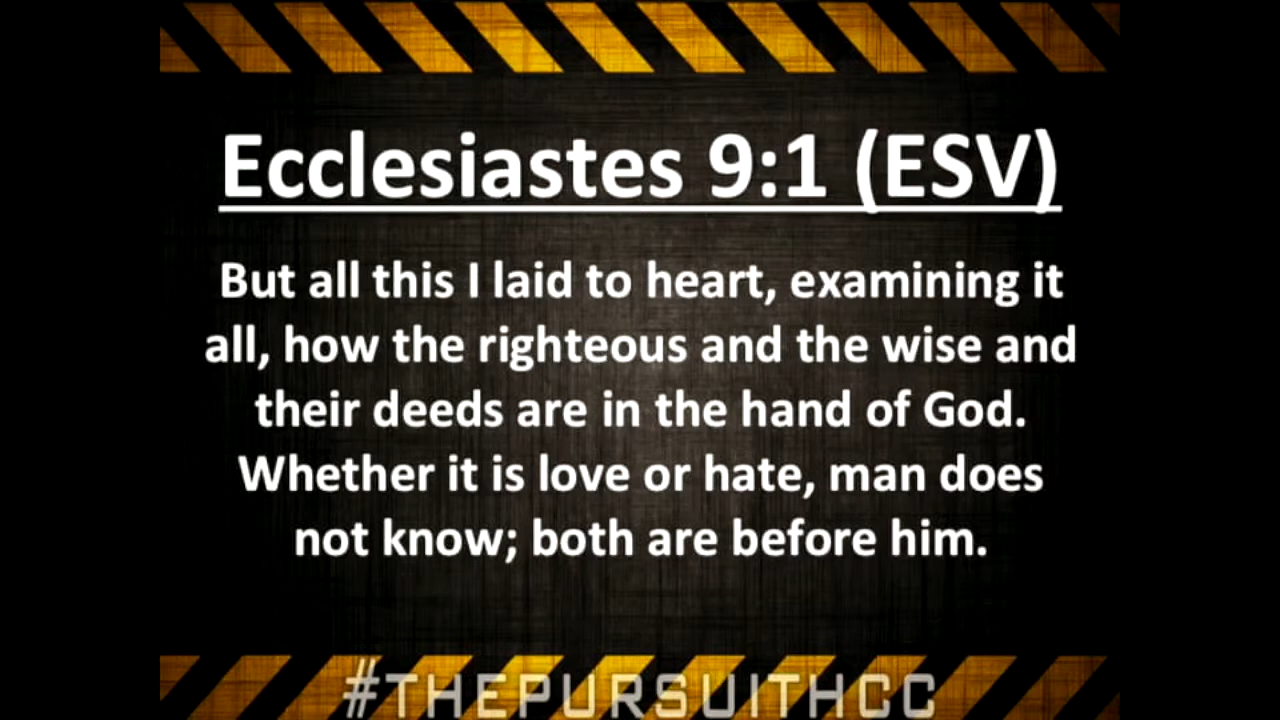 Ecclesiastes 9:1 (ESV)
But all this I laid to heart, examining it
all, how the righteous and the wise and
their deeds are in the hand of God.
Whether it is love or hate, man does
not know; both are before him.
#THEPURSUITHCC